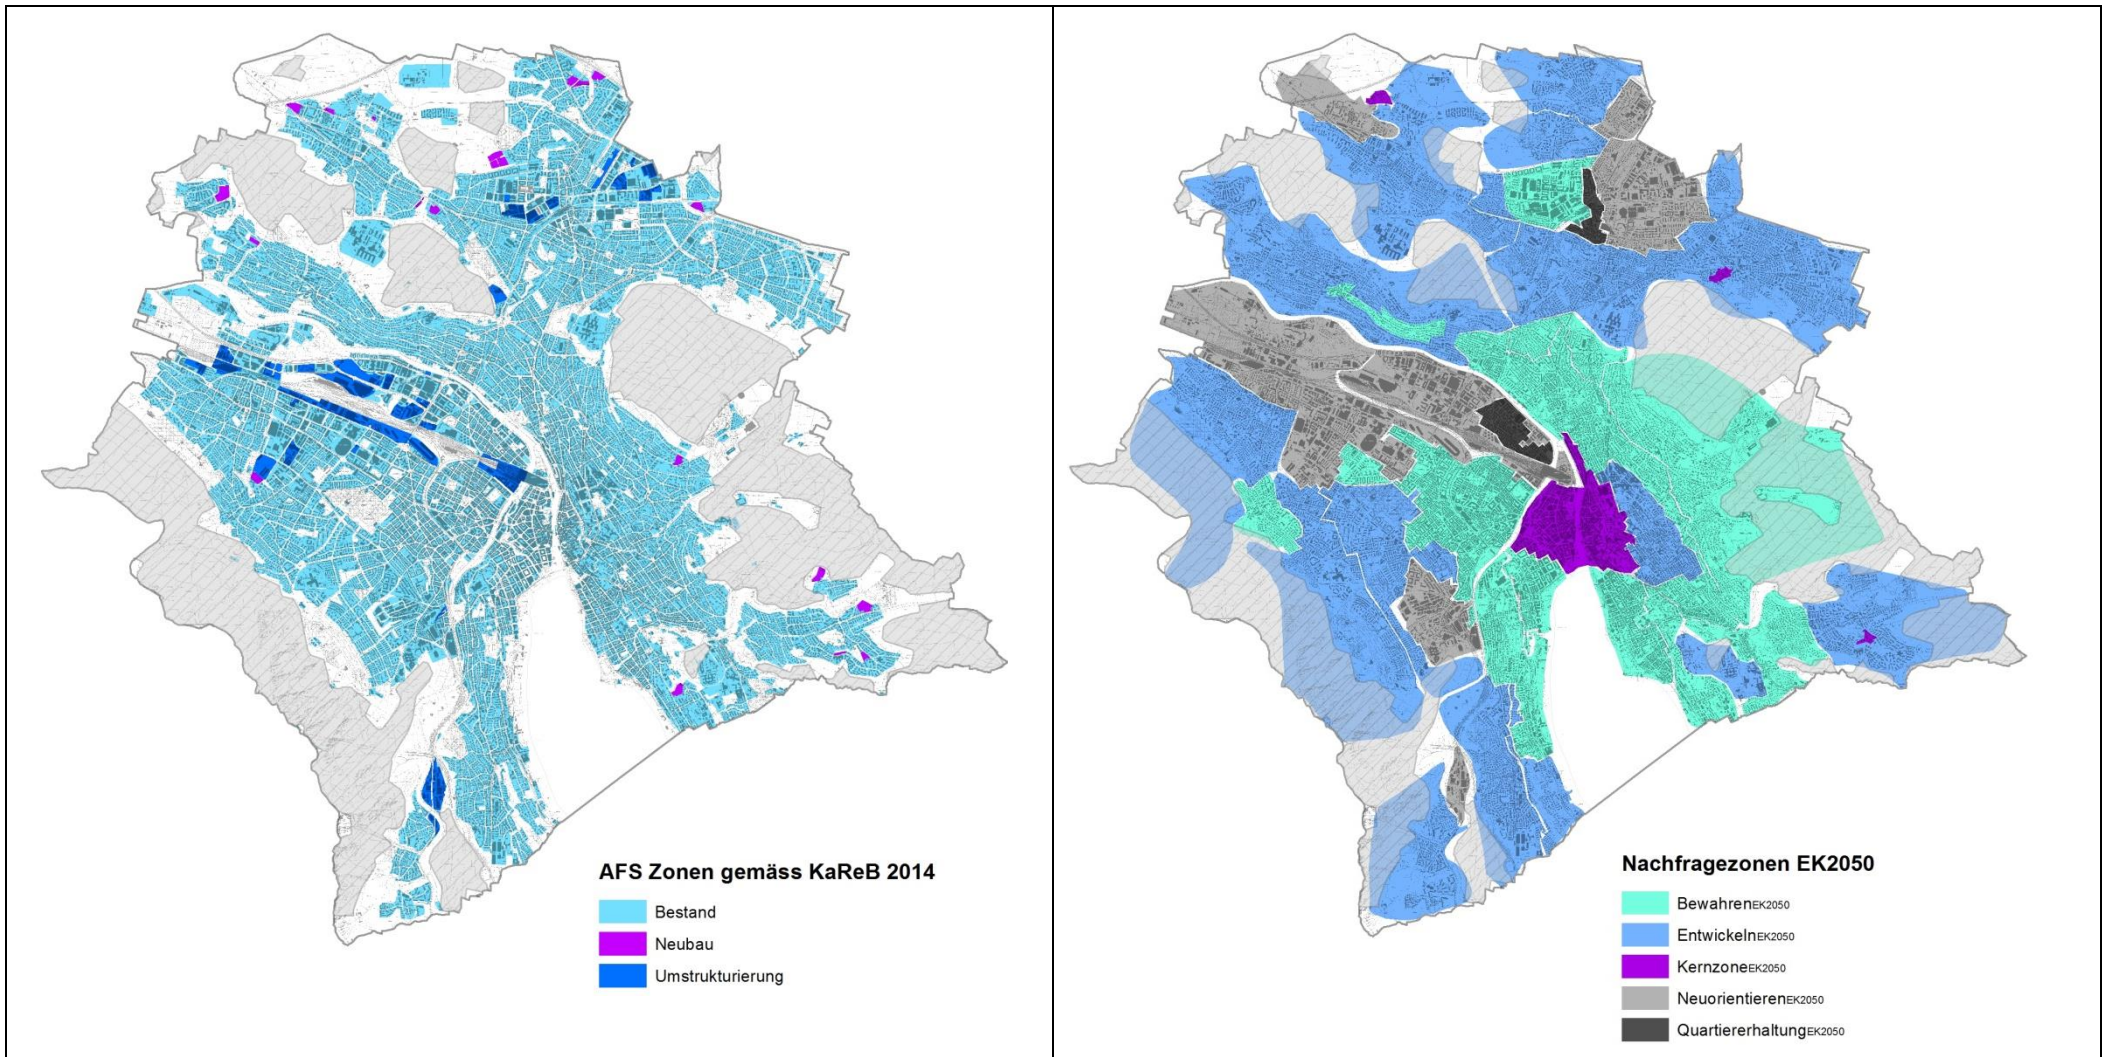 AFS Zonen gemäss KaReB 2014
Bestand
Neubau
Umstrukturierung
Nachfragezonen EK2050
BewahrenEK2050
EntwickelnEK2050
KernzoneEK2050
NeuorientierenEK2050
QuartiererhaltungEK2050